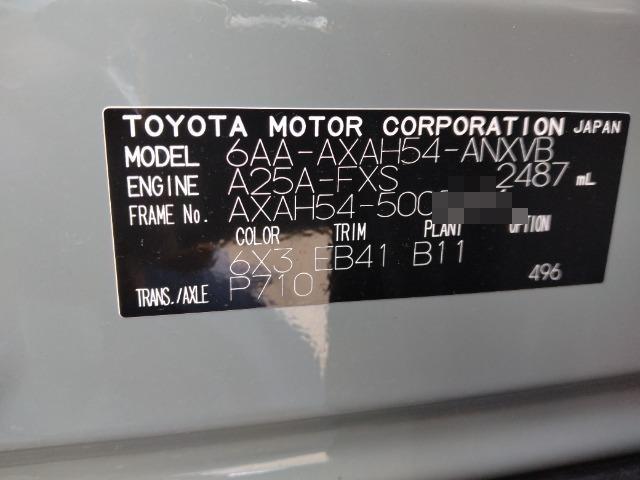 TOYOTA MOTOR CORPORATION JAPAN
MODEL 6AA-AXAH54-ANXVB
ENGINE A25A-FXS 2487 mL
FRAME No. AXAH54-500
COLOR TRIM PLANT OPTION
6X3 EB41 B11
TRANS./AXLE P710 496